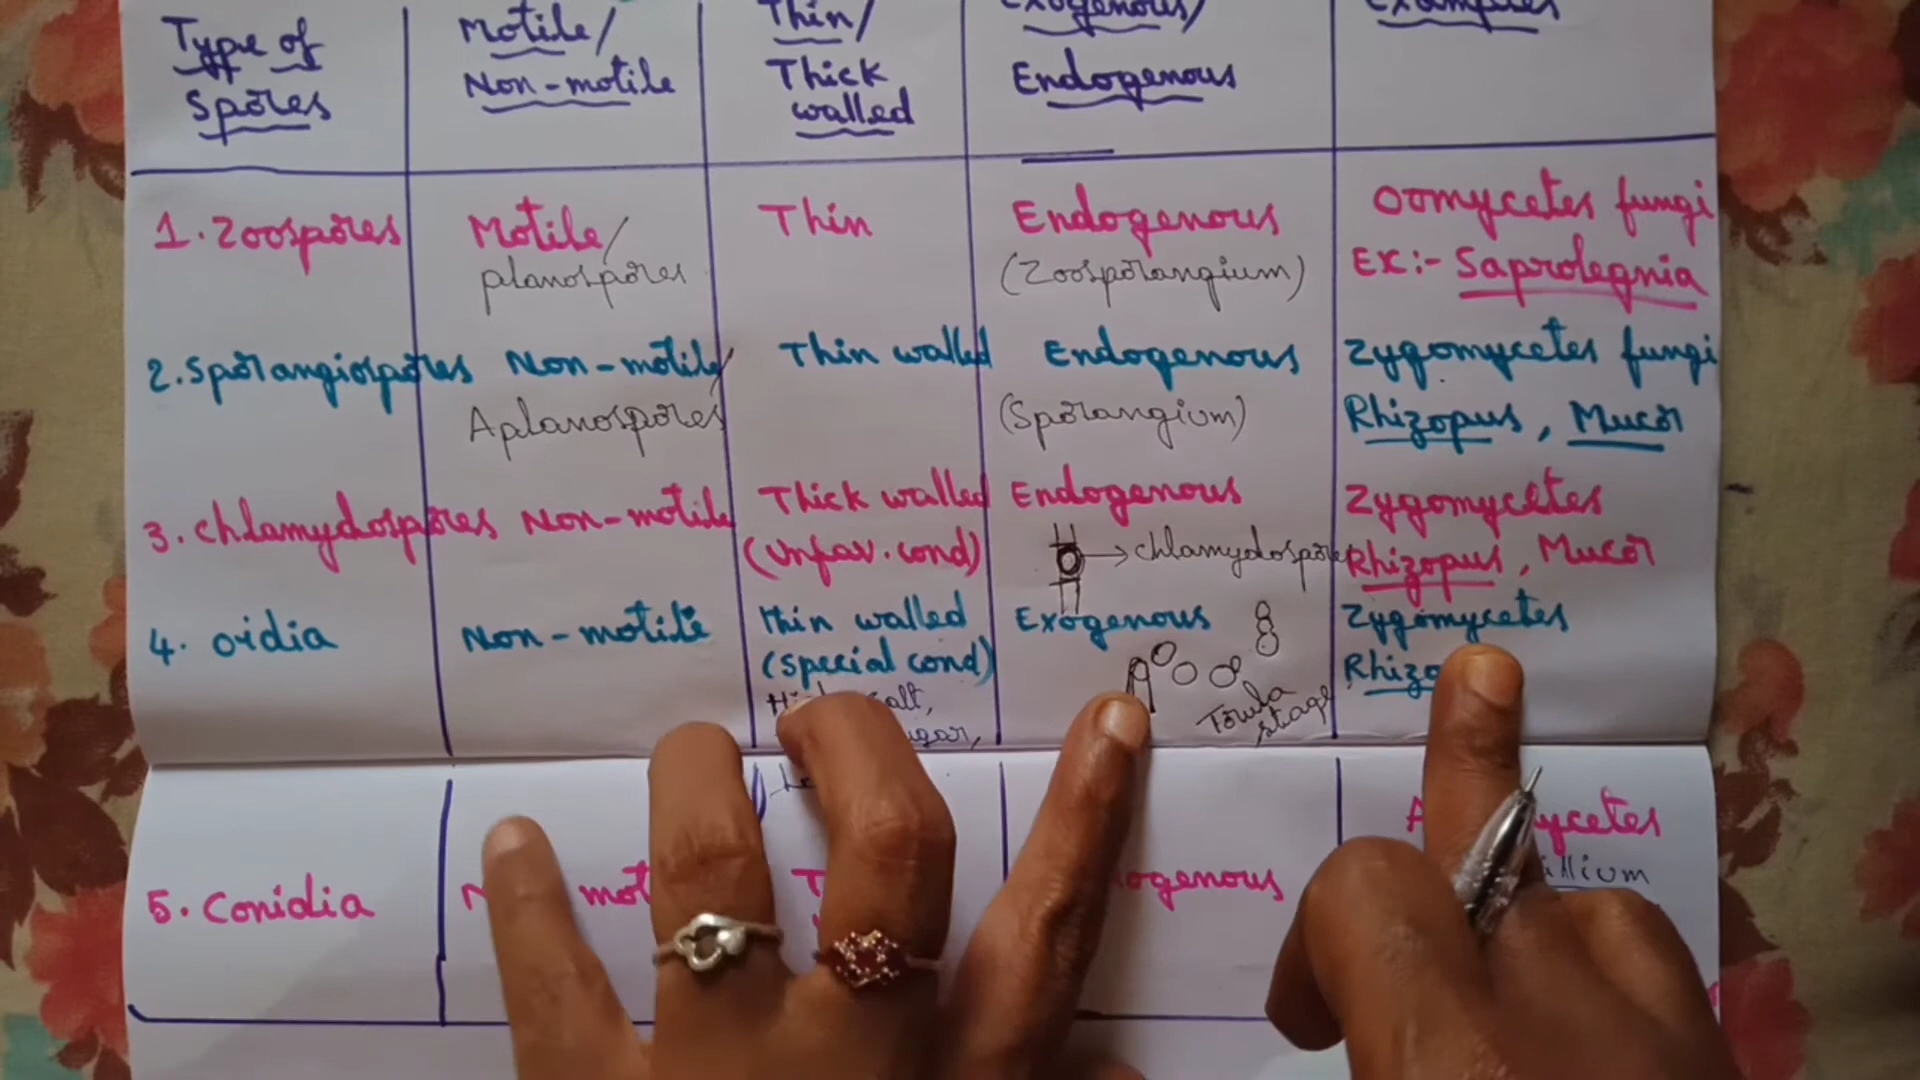 Type of
Spores
Motile/
Non-motile
Thin/
Thick
walled
Exogenous/
Endogenous
Examples
1. Zoospores
Motile/
planospores
Thin
Endogenous
(Zoosporangium)
Oomycetes fungi
EX:- Saprolegnia
2. Sporangiospores
Non-motile/
Aplanospores
Thin walled
Endogenous
(Sporangium)
Zygomycetes fungi
Rhizopus, Mucor
3. Chlamydospores
Non-motile
Thick walled
(Unfav. cond)
Endogenous
chlamydospore
Zygomycetes
Rhizopus, Mucor
4. Oidia
Non-motile
thin walled
(special cond)
Exogenous
Torula
stage
Zygomycetes
5. Conidia